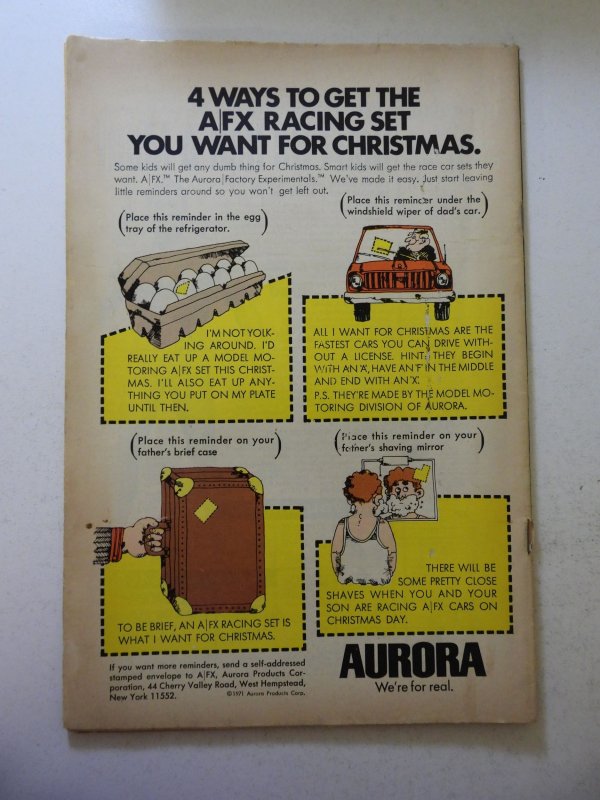 4 WAYS TO GET THE
A|FX RACING SET
YOU WANT FOR CHRISTMAS.
Some kids will get any dumb thing for Christmas. Smart kids will get the race car sets they
want. A|FX.™ The Aurora Factory Experimentals.™ We've made it easy. Just start leaving
little reminders around so you won't get left out.
(Place this reminder in the egg
tray of the refrigerator.)
I'M NOT YOLK-
ING AROUND. I'D
REALLY EAT UP A MODEL MO-
TORING A|FX SET THIS CHRIST-
MAS. I'LL ALSO EAT UP ANY-
THING YOU PUT ON MY PLATE
UNTIL THEN.
(Place this reminder under the
windshield wiper of dad's car.)
ALL I WANT FOR CHRISTMAS ARE THE
FASTEST CARS YOU CAN DRIVE WITH-
OUT A LICENSE. HINT: THEY BEGIN
WITH AN 'A', HAVE AN 'F' IN THE MIDDLE
AND END WITH AN 'X'.
P.S. THEY'RE MADE BY THE MODEL MO-
TORING DIVISION OF AURORA.
(Place this reminder on your
father's brief case)
TO BE BRIEF, AN A|FX RACING SET IS
WHAT I WANT FOR CHRISTMAS.
(Place this reminder on your
father's shaving mirror)
THERE WILL BE
SOME PRETTY CLOSE
SHAVES WHEN YOU AND YOUR
SON ARE RACING A|FX CARS ON
CHRISTMAS DAY.
If you want more reminders, send a self-addressed
stamped envelope to A|FX, Aurora Products Cor-
poration, 44 Cherry Valley Road, West Hempstead,
New York 11552.
©1971 Aurora Products Corp.
AURORA
We're for real.